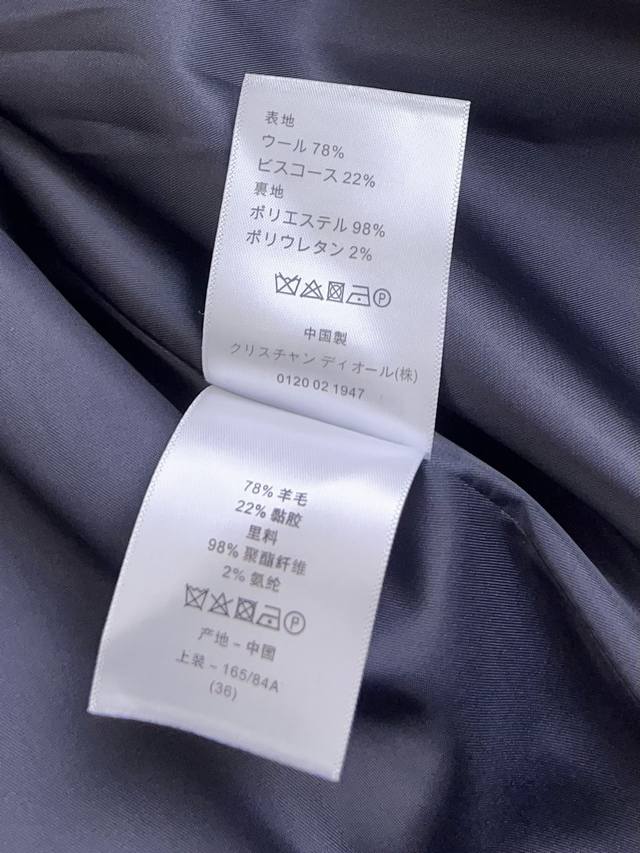 表地
ウール 78%
ビスコース 22%
裏地
ポリエステル 98%
ポリウレタン 2%
P
中国製
クリスチャン ディオール(株)
0120 02 1947
78% 羊毛
22% 黏胶
里料
98% 聚酯纤维
2% 氨纶
P
产地 - 中国
上装 - 165/84A
(36)